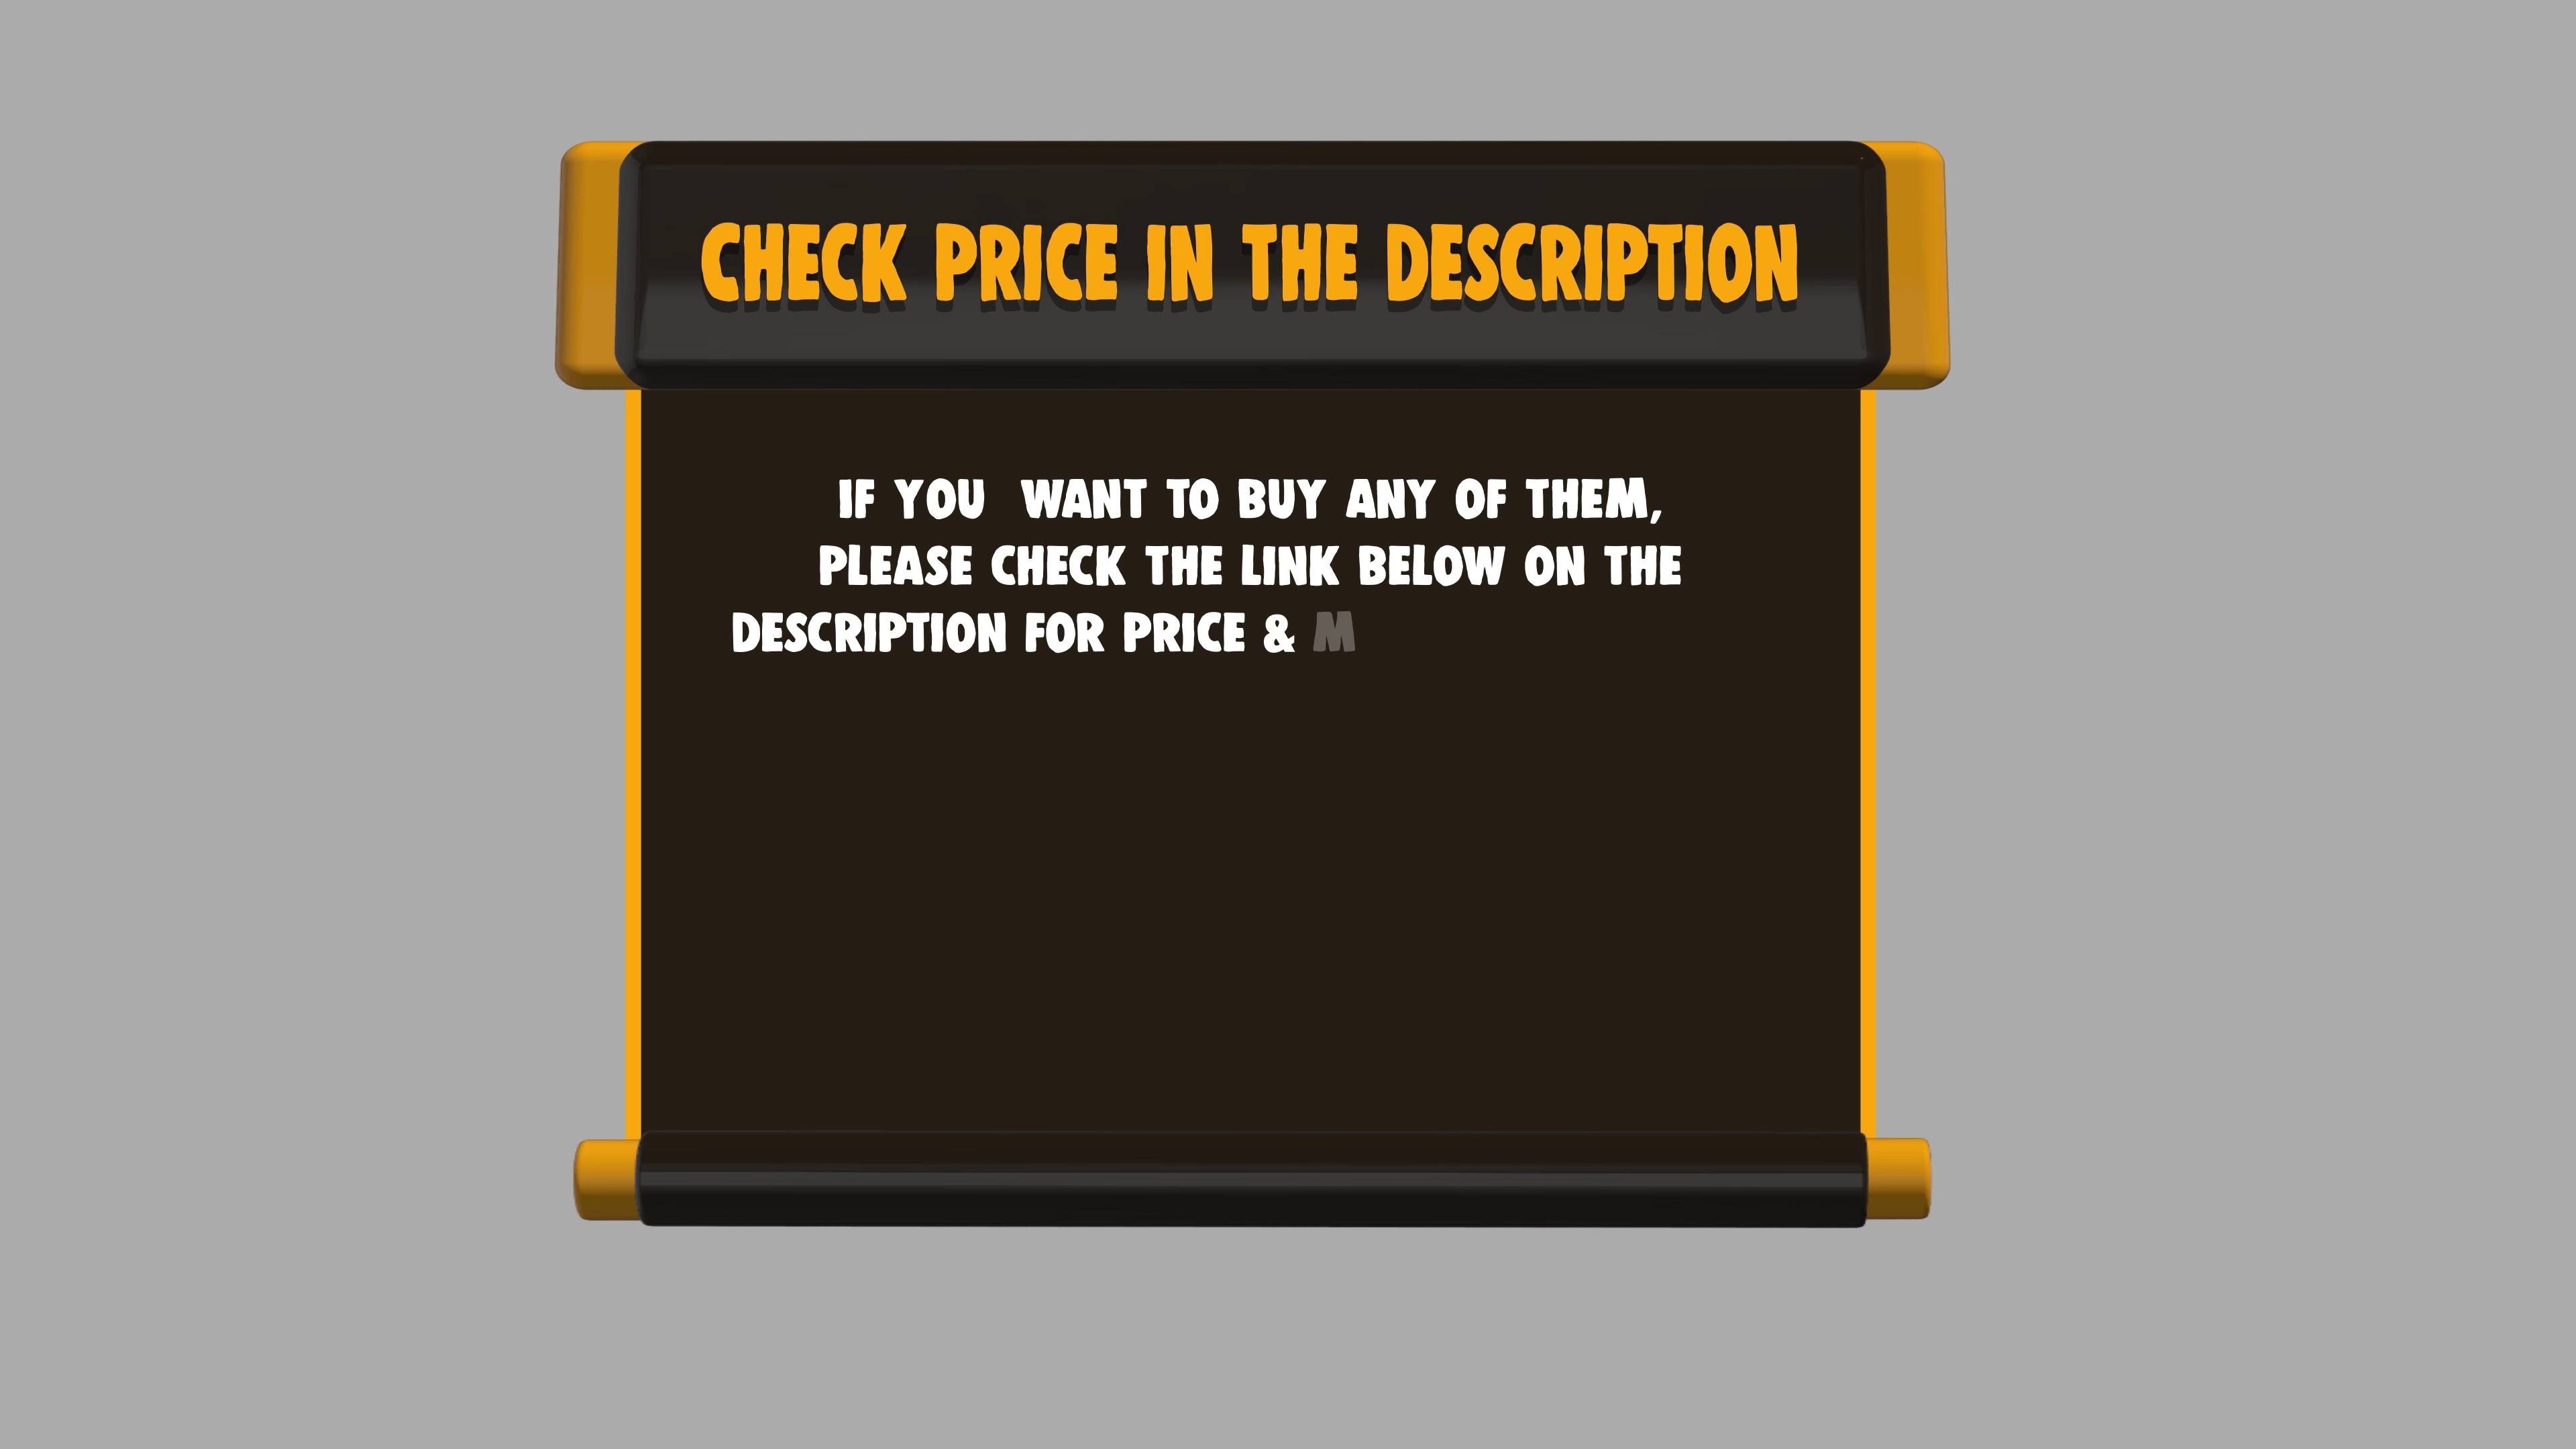 CHECK PRICE IN THE DESCRIPTION
IF YOU  WANT TO BUY ANY OF THEM,
PLEASE CHECK THE LINK BELOW ON THE
DESCRIPTION FOR PRICE & M